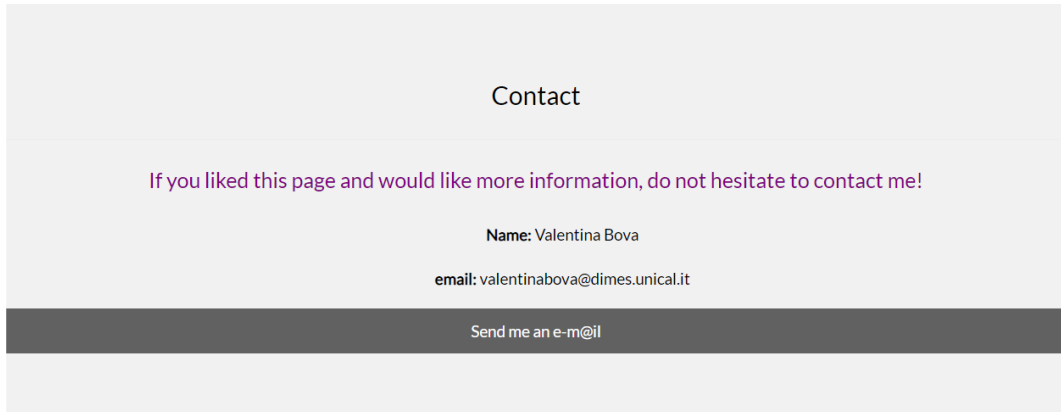 Contact
If you liked this page and would like more information, do not hesitate to contact me!
Name: Valentina Bova
email: valentinabova@dimes.unical.it
Send me an e-m@il